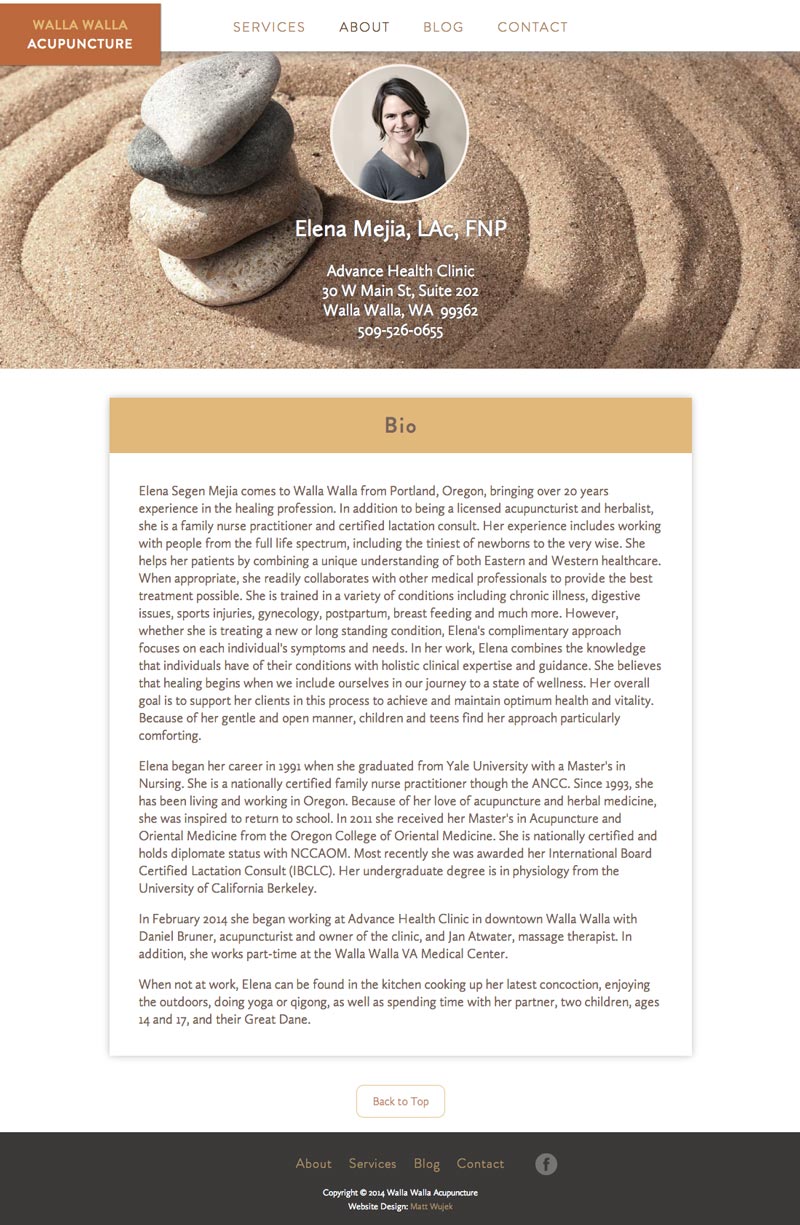 WALLA WALLA
ACUPUNCTURE
SERVICES ABOUT BLOG CONTACT
Elena Mejia, LAc, FNP
Advance Health Clinic
30 W Main St, Suite 202
Walla Walla, WA 99362
509-526-0655
Bio
Elena Segen Mejia comes to Walla Walla from Portland, Oregon, bringing over 20 years
experience in the healing profession. In addition to being a licensed acupuncturist and herbalist,
she is a family nurse practitioner and certified lactation consult. Her experience includes working
with people from the full life spectrum, including the tiniest of newborns to the very wise. She
helps her patients by combining a unique understanding of both Eastern and Western healthcare.
When appropriate, she readily collaborates with other medical professionals to provide the best
treatment possible. She is trained in a variety of conditions including chronic illness, digestive
issues, sports injuries, gynecology, postpartum, breast feeding and much more. However,
whether she is treating a new or long standing condition, Elena's complimentary approach
focuses on each individual's symptoms and needs. In her work, Elena combines the knowledge
that individuals have of their conditions with holistic clinical expertise and guidance. She believes
that healing begins when we include ourselves in our journey to a state of wellness. Her overall
goal is to support her clients in this process to achieve and maintain optimum health and vitality.
Because of her gentle and open manner, children and teens find her approach particularly
comforting.
Elena began her career in 1991 when she graduated from Yale University with a Master's in
Nursing. She is a nationally certified family nurse practitioner though the ANCC. Since 1993, she
has been living and working in Oregon. Because of her love of acupuncture and herbal medicine,
she was inspired to return to school. In 2011 she received her Master's in Acupuncture and
Oriental Medicine from the Oregon College of Oriental Medicine. She is nationally certified and
holds diplomate status with NCCAOM. Most recently she was awarded her International Board
Certified Lactation Consult (IBCLC). Her undergraduate degree is in physiology from the
University of California Berkeley.
In February 2014 she began working at Advance Health Clinic in downtown Walla Walla with
Daniel Bruner, acupuncturist and owner of the clinic, and Jan Atwater, massage therapist. In
addition, she works part-time at the Walla Walla VA Medical Center.
When not at work, Elena can be found in the kitchen cooking up her latest concoction, enjoying
the outdoors, doing yoga or qigong, as well as spending time with her partner, two children, ages
14 and 17, and their Great Dane.
Back to Top
About Services Blog Contact f
Copyright © 2014 Walla Walla Acupuncture
Website Design: Matt Wujek